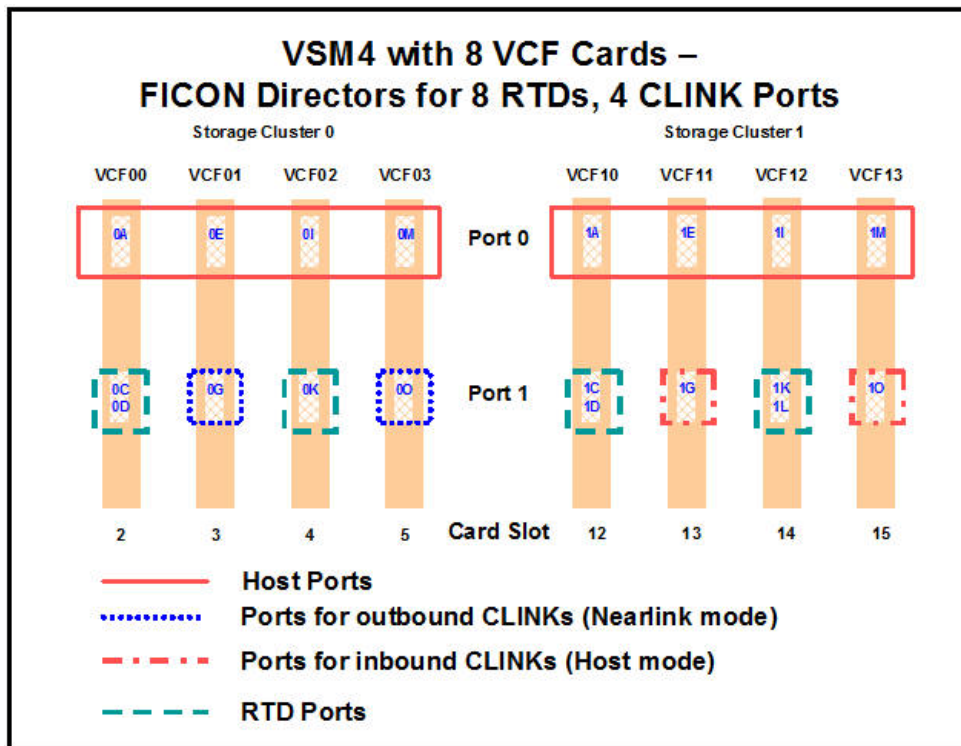 VSM4 with 8 VCF Cards –
FICON Directors for 8 RTDs, 4 CLINK Ports
Storage Cluster 0 Storage Cluster 1
VCF00 VCF01 VCF02 VCF03 VCF10 VCF11 VCF12 VCF13
0A 0E 0I 0M Port 0 1A 1E 1I 1M
0C 0G 0K 0O Port 1 1C 1G 1K 1O
0D 1D 1L
2 3 4 5 Card Slot 12 13 14 15
Host Ports
Ports for outbound CLINKs (Nearlink mode)
Ports for inbound CLINKs (Host mode)
RTD Ports